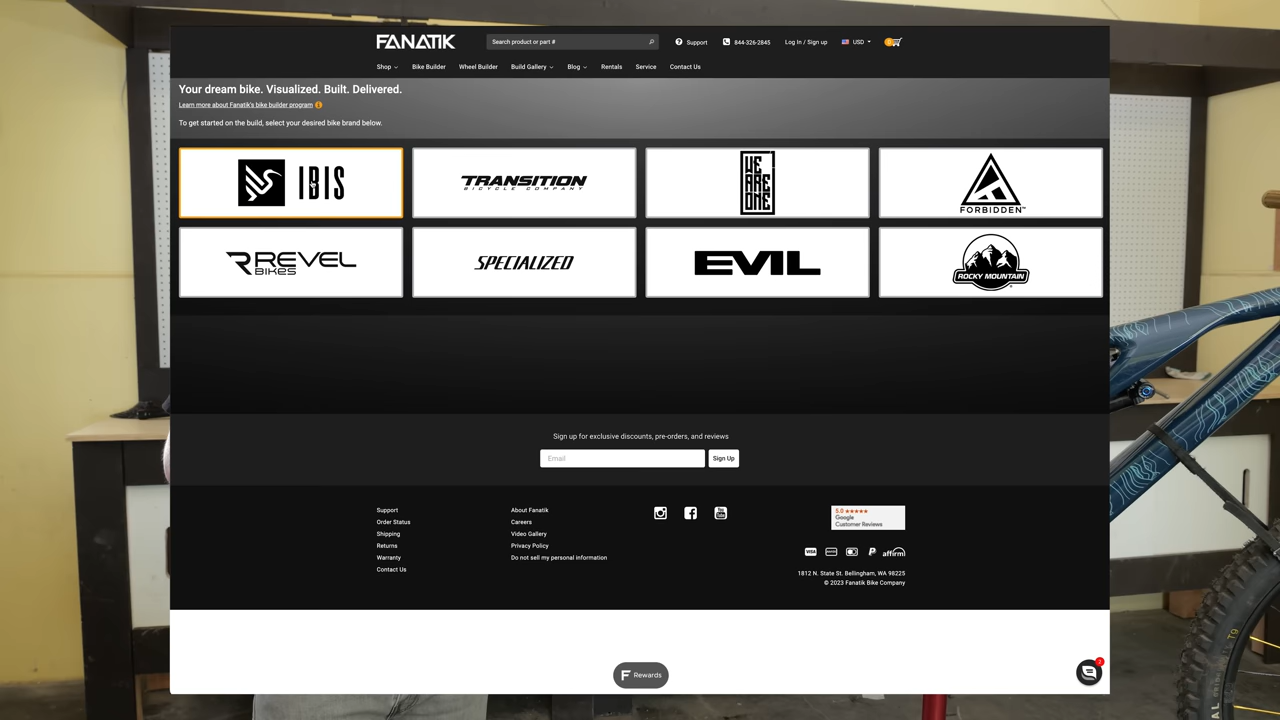 FANATIK
Search product or part #
Support
844-326-2845
Log In / Sign up
USD
0
Shop
Bike Builder
Wheel Builder
Build Gallery
Blog
Rentals
Service
Contact Us
Your dream bike. Visualized. Built. Delivered.
Learn more about Fanatik's bike builder program
To get started on the build, select your desired bike brand below.
IBIS
TRANSITION
BICYCLE COMPANY
WE ARE ONE
FORBIDDEN™
REVEL
BIKES
SPECIALIZED
EVIL
ROCKY MOUNTAIN
Sign up for exclusive discounts, pre-orders, and reviews
Email
Sign Up
Support
Order Status
Shipping
Returns
Warranty
Contact Us
About Fanatik
Careers
Video Gallery
Privacy Policy
Do not sell my personal information
You
Tube
5.0 ★★★★★
Google
Customer Reviews
VISA
affirm
1812 N. State St. Bellingham, WA 98225
© 2023 Fanatik Bike Company
F Rewards